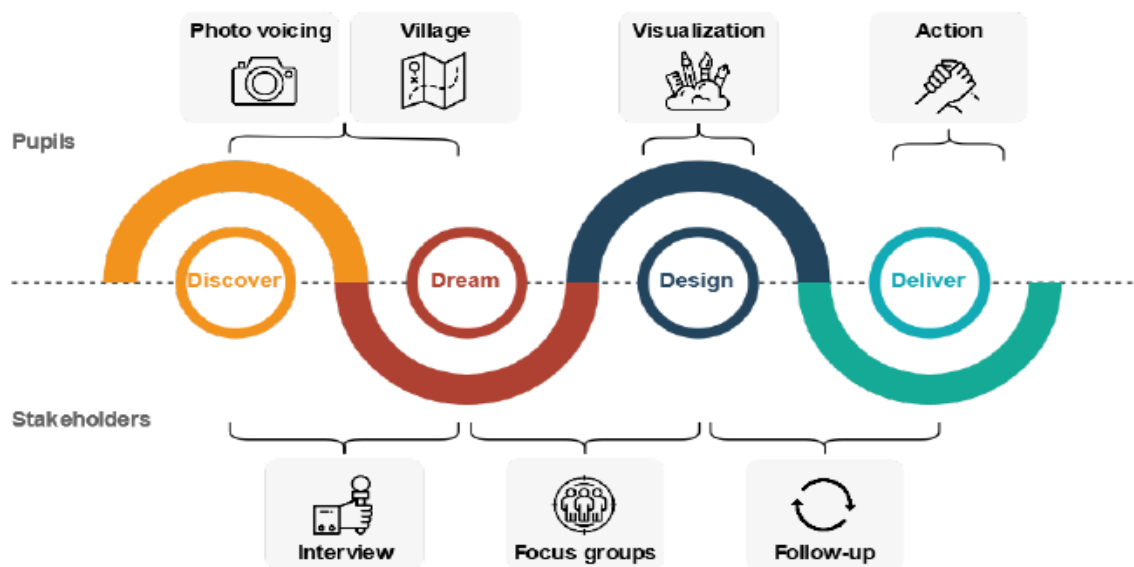 Photo voicing
Village
Visualization
Action
Pupils
Discover
Dream
Design
Deliver
Stakeholders
Interview
Focus groups
Follow-up